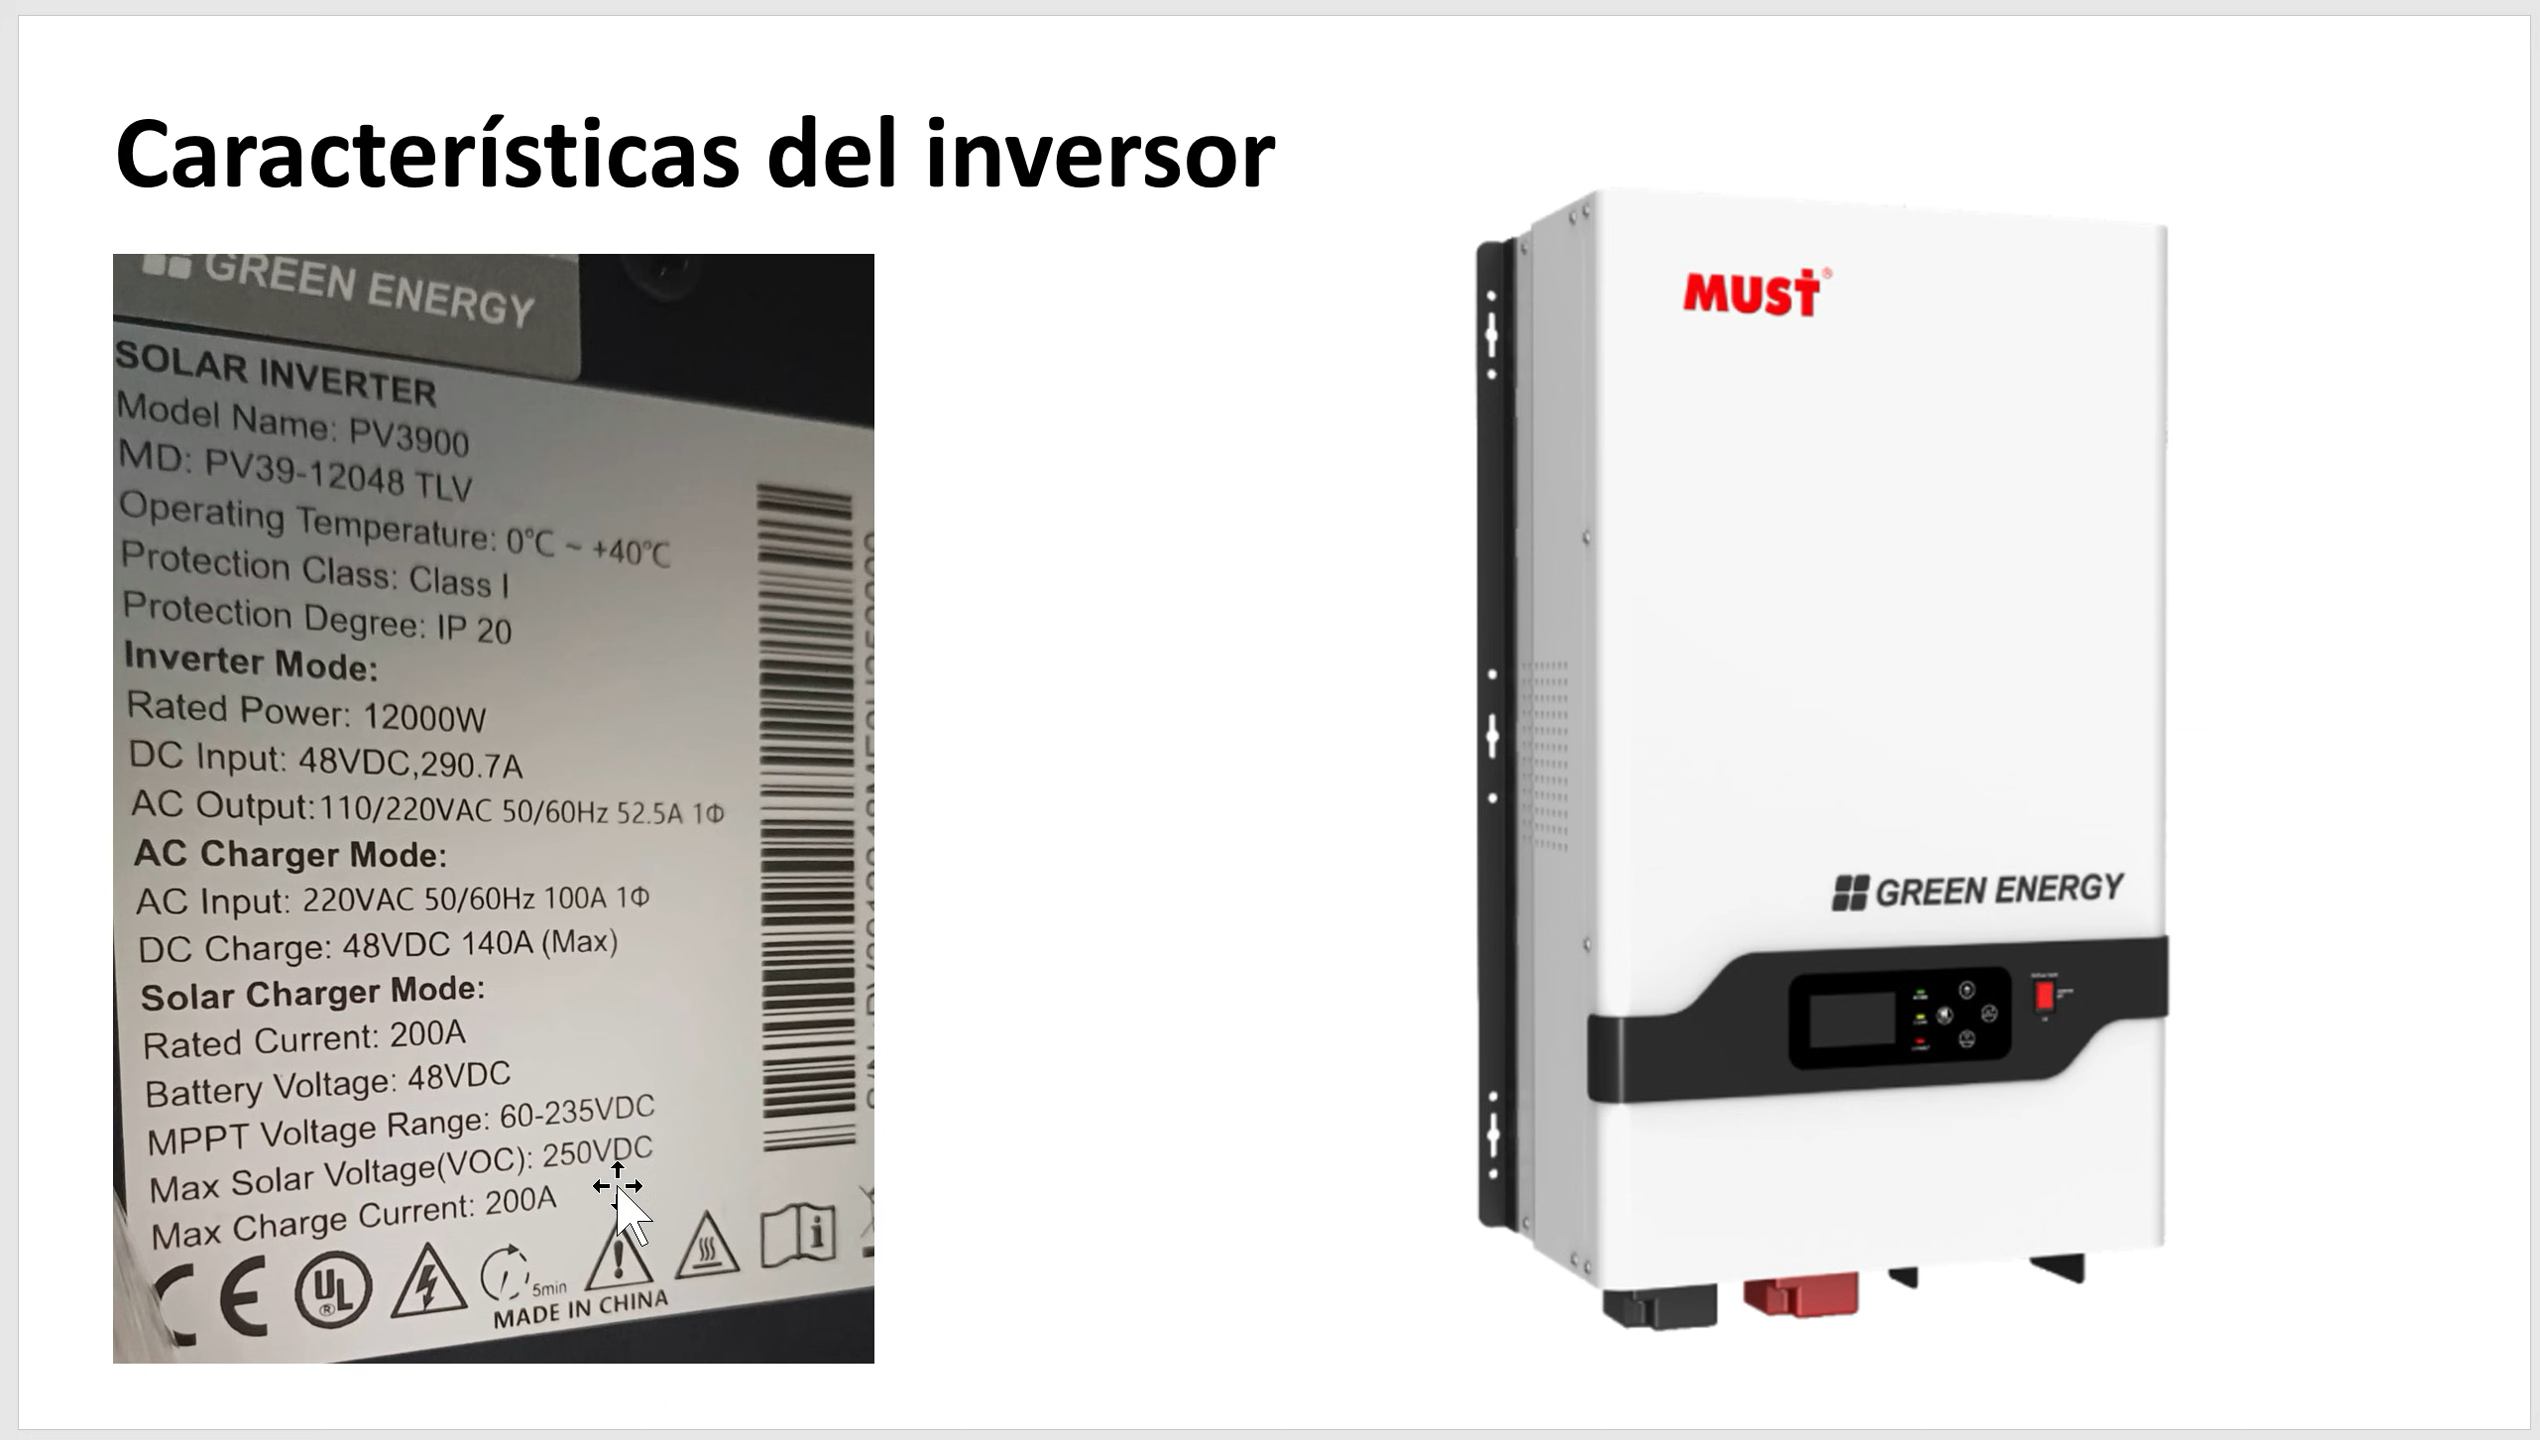 Características del inversor
GREEN ENERGY
SOLAR INVERTER
Model Name: PV3900
MD: PV39-12048 TLV
Operating Temperature: 0°C ~ +40°C
Protection Class: Class I
Protection Degree: IP 20
Inverter Mode:
Rated Power: 12000W
DC Input: 48VDC,290.7A
AC Output:110/220VAC 50/60Hz 52.5A 1Φ
AC Charger Mode:
AC Input: 220VAC 50/60Hz 100A 1Φ
DC Charge: 48VDC 140A (Max)
Solar Charger Mode:
Rated Current: 200A
Battery Voltage: 48VDC
MPPT Voltage Range: 60-235VDC
Max Solar Voltage(VOC): 250VDC
Max Charge Current: 200A
CE UL® 5min
MADE IN CHINA
MUST®
GREEN ENERGY